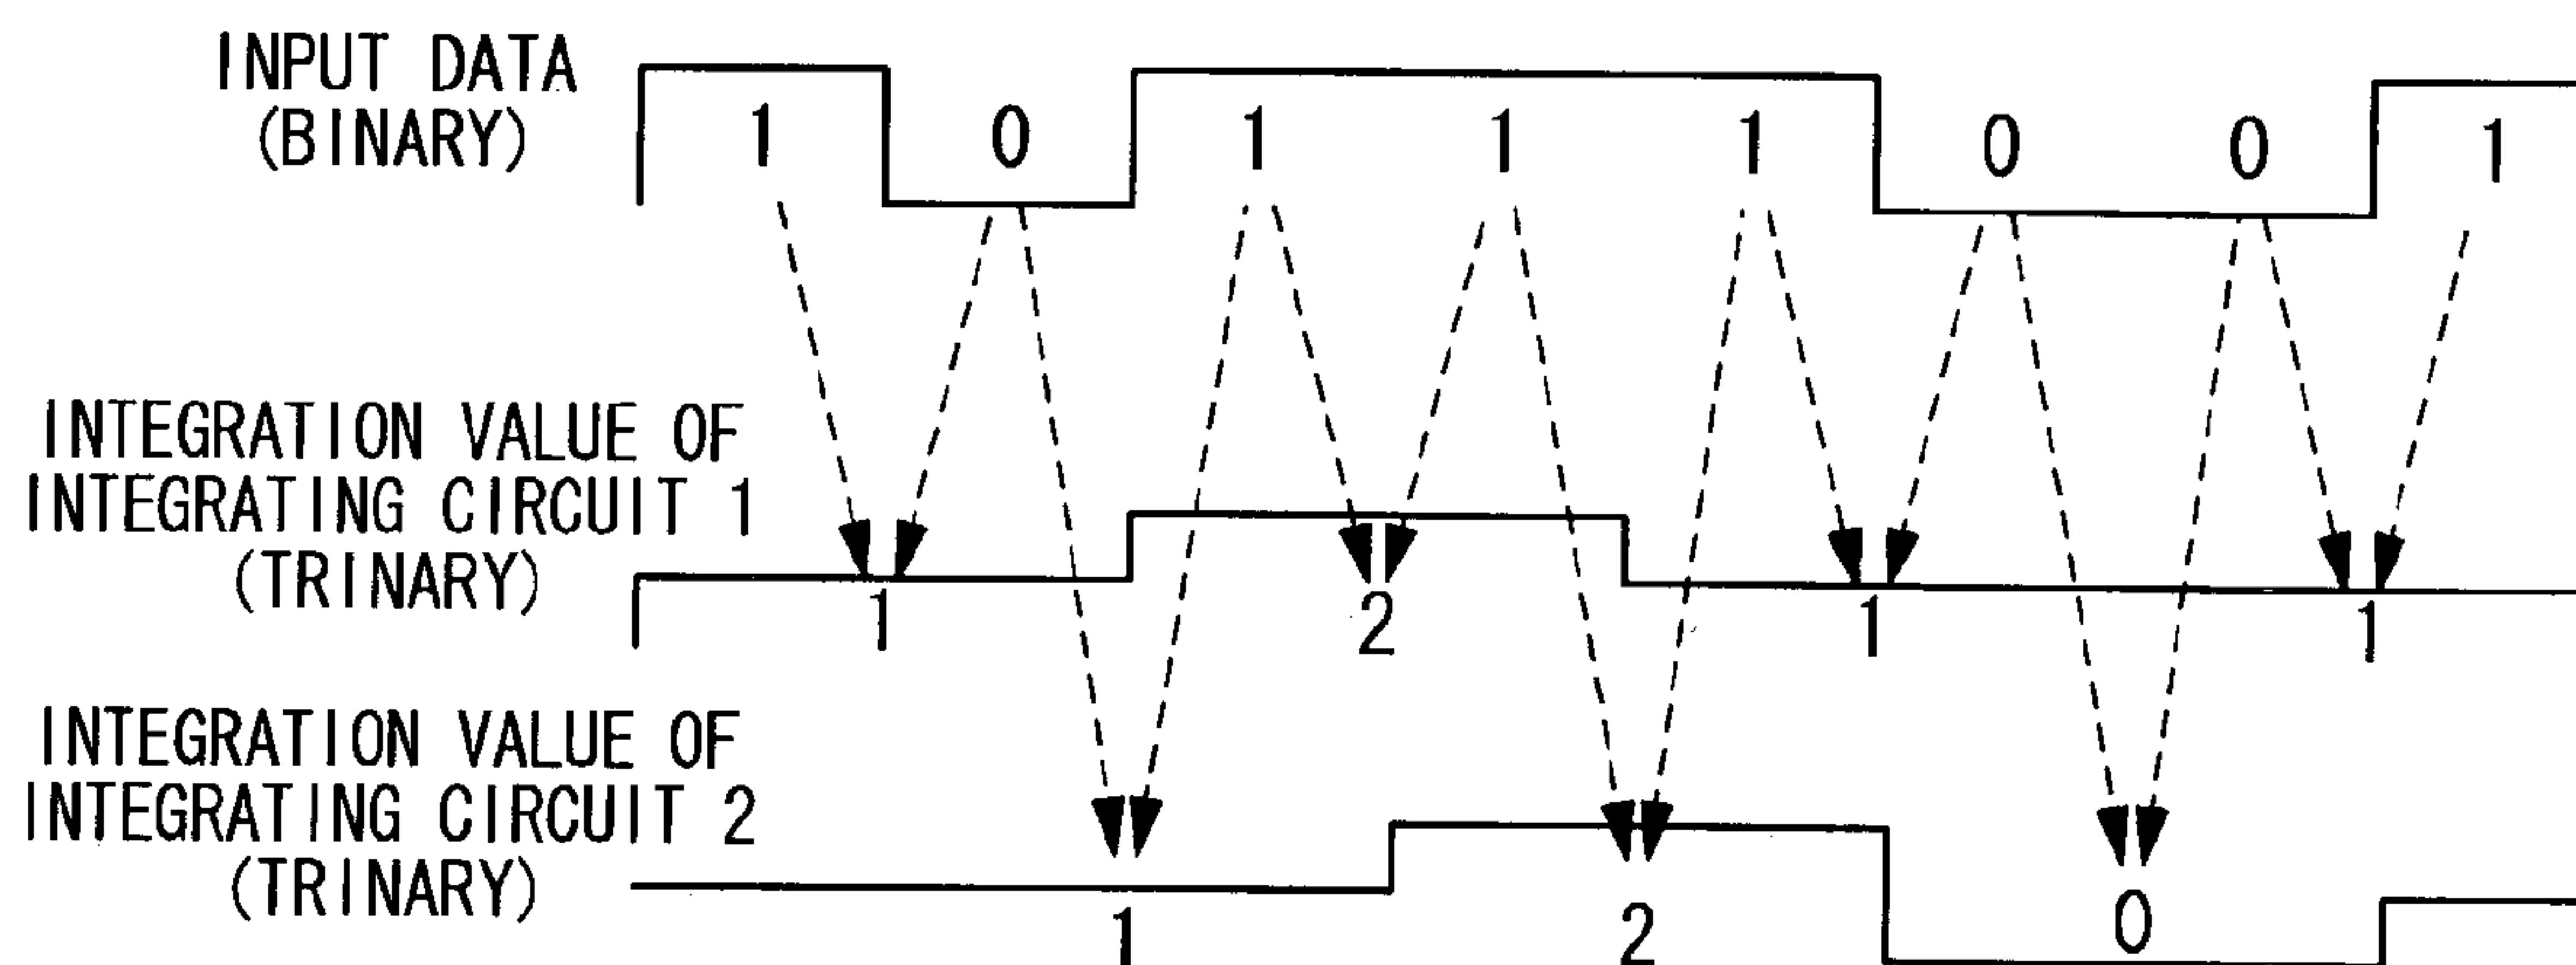 INPUT DATA
(BINARY)
1 0 1 1 1 0 0 1
INTEGRATION VALUE OF
INTEGRATING CIRCUIT 1
(TRINARY)
1 2 1 1
INTEGRATION VALUE OF
INTEGRATING CIRCUIT 2
(TRINARY)
1 2 0